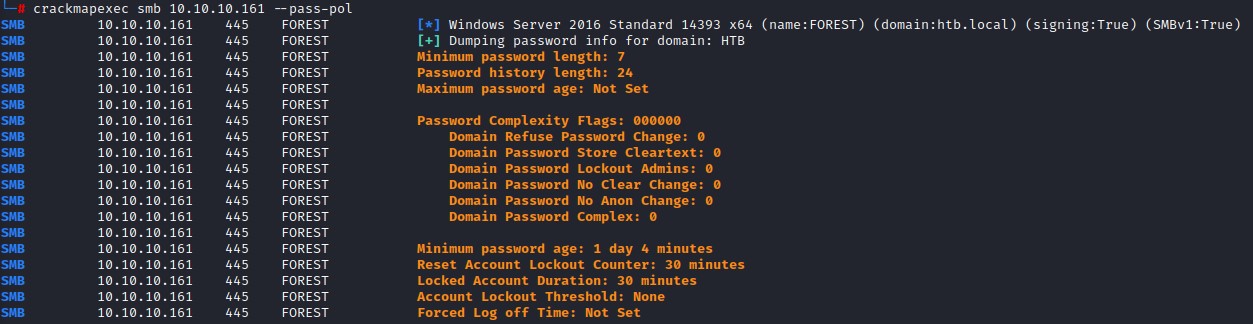 └─# crackmapexec smb 10.10.10.161 --pass-pol
SMB 10.10.10.161 445 FOREST [*] Windows Server 2016 Standard 14393 x64 (name:FOREST) (domain:htb.local) (signing:True) (SMBv1:True)
SMB 10.10.10.161 445 FOREST [+] Dumping password info for domain: HTB
SMB 10.10.10.161 445 FOREST Minimum password length: 7
SMB 10.10.10.161 445 FOREST Password history length: 24
SMB 10.10.10.161 445 FOREST Maximum password age: Not Set
SMB 10.10.10.161 445 FOREST
SMB 10.10.10.161 445 FOREST Password Complexity Flags: 000000
SMB 10.10.10.161 445 FOREST Domain Refuse Password Change: 0
SMB 10.10.10.161 445 FOREST Domain Password Store Cleartext: 0
SMB 10.10.10.161 445 FOREST Domain Password Lockout Admins: 0
SMB 10.10.10.161 445 FOREST Domain Password No Clear Change: 0
SMB 10.10.10.161 445 FOREST Domain Password No Anon Change: 0
SMB 10.10.10.161 445 FOREST Domain Password Complex: 0
SMB 10.10.10.161 445 FOREST
SMB 10.10.10.161 445 FOREST Minimum password age: 1 day 4 minutes
SMB 10.10.10.161 445 FOREST Reset Account Lockout Counter: 30 minutes
SMB 10.10.10.161 445 FOREST Locked Account Duration: 30 minutes
SMB 10.10.10.161 445 FOREST Account Lockout Threshold: None
SMB 10.10.10.161 445 FOREST Forced Log off Time: Not Set